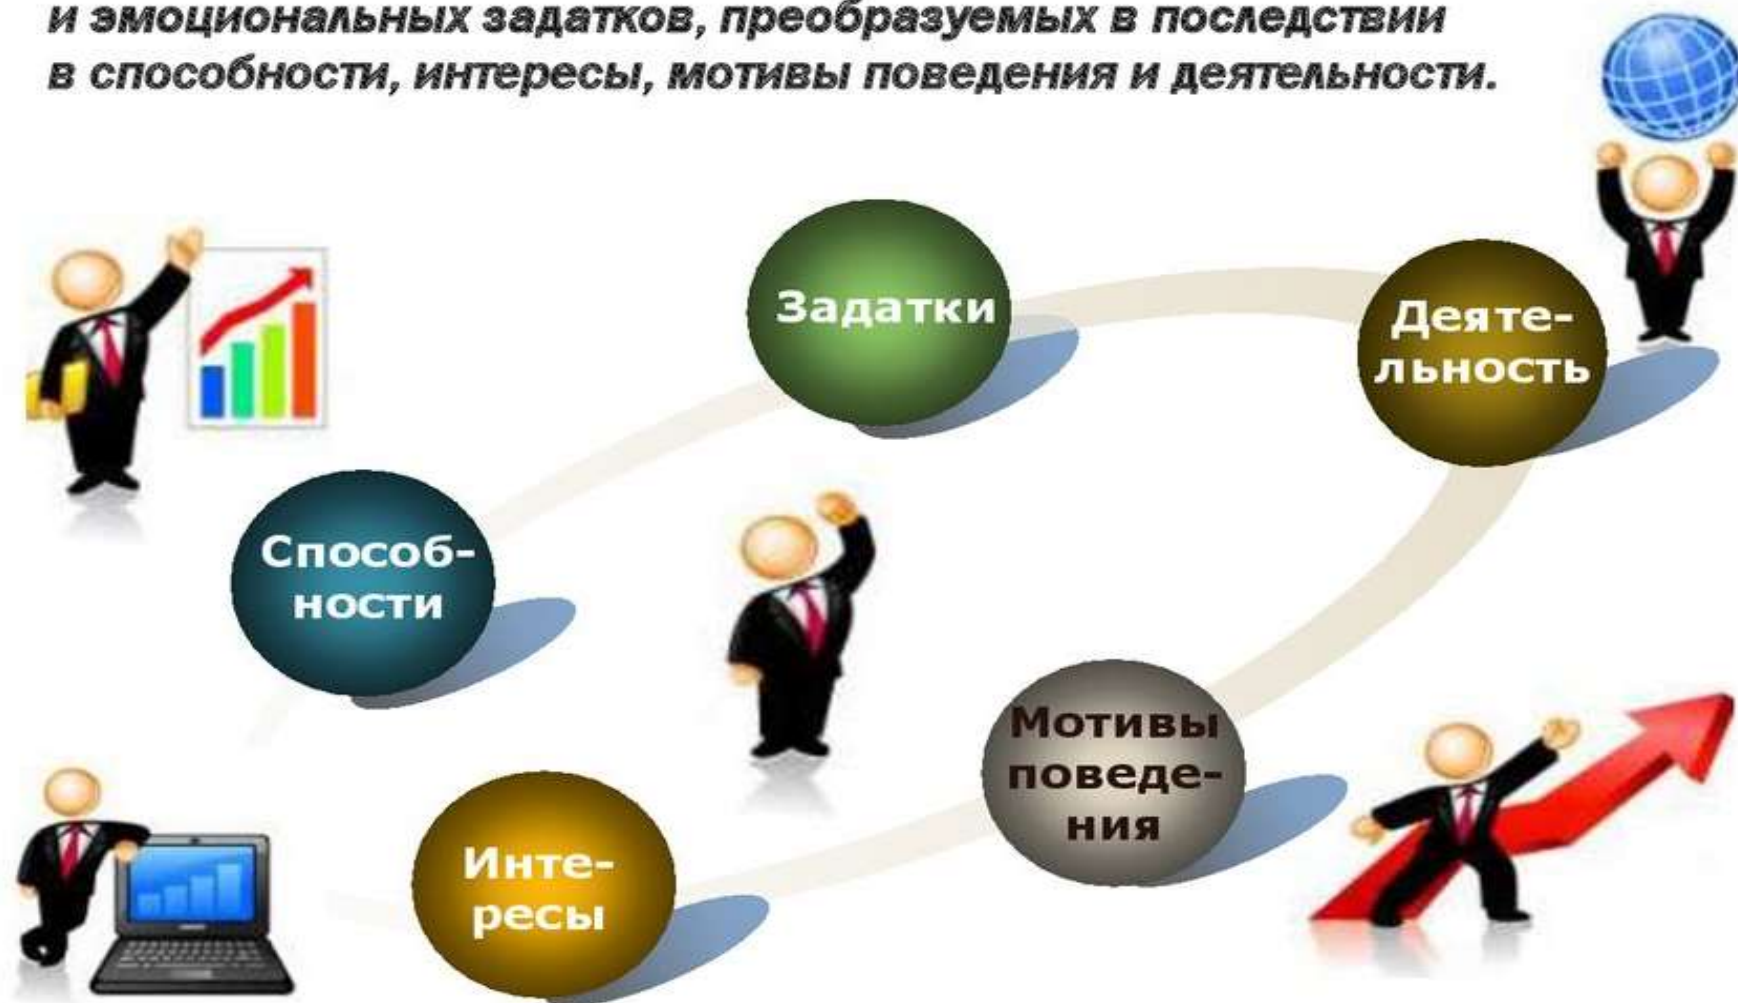 и эмоциональных задатков, преобразуемых в последствии
в способности, интересы, мотивы поведения и деятельности.
Задатки
Деяте-
льность
Способ-
ности
Мотивы
поведе-
ния
Инте-
ресы